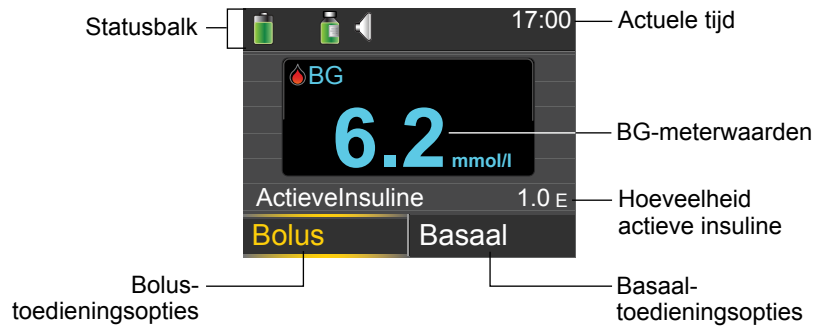 Statusbalk
17:00
Actuele tijd
BG
6.2 mmol/l
BG-meterwaarden
ActieveInsuline 1.0 E
Hoeveelheid
actieve insuline
Bolus
Basaal
Bolus-
toedieningsopties
Basaal-
toedieningsopties